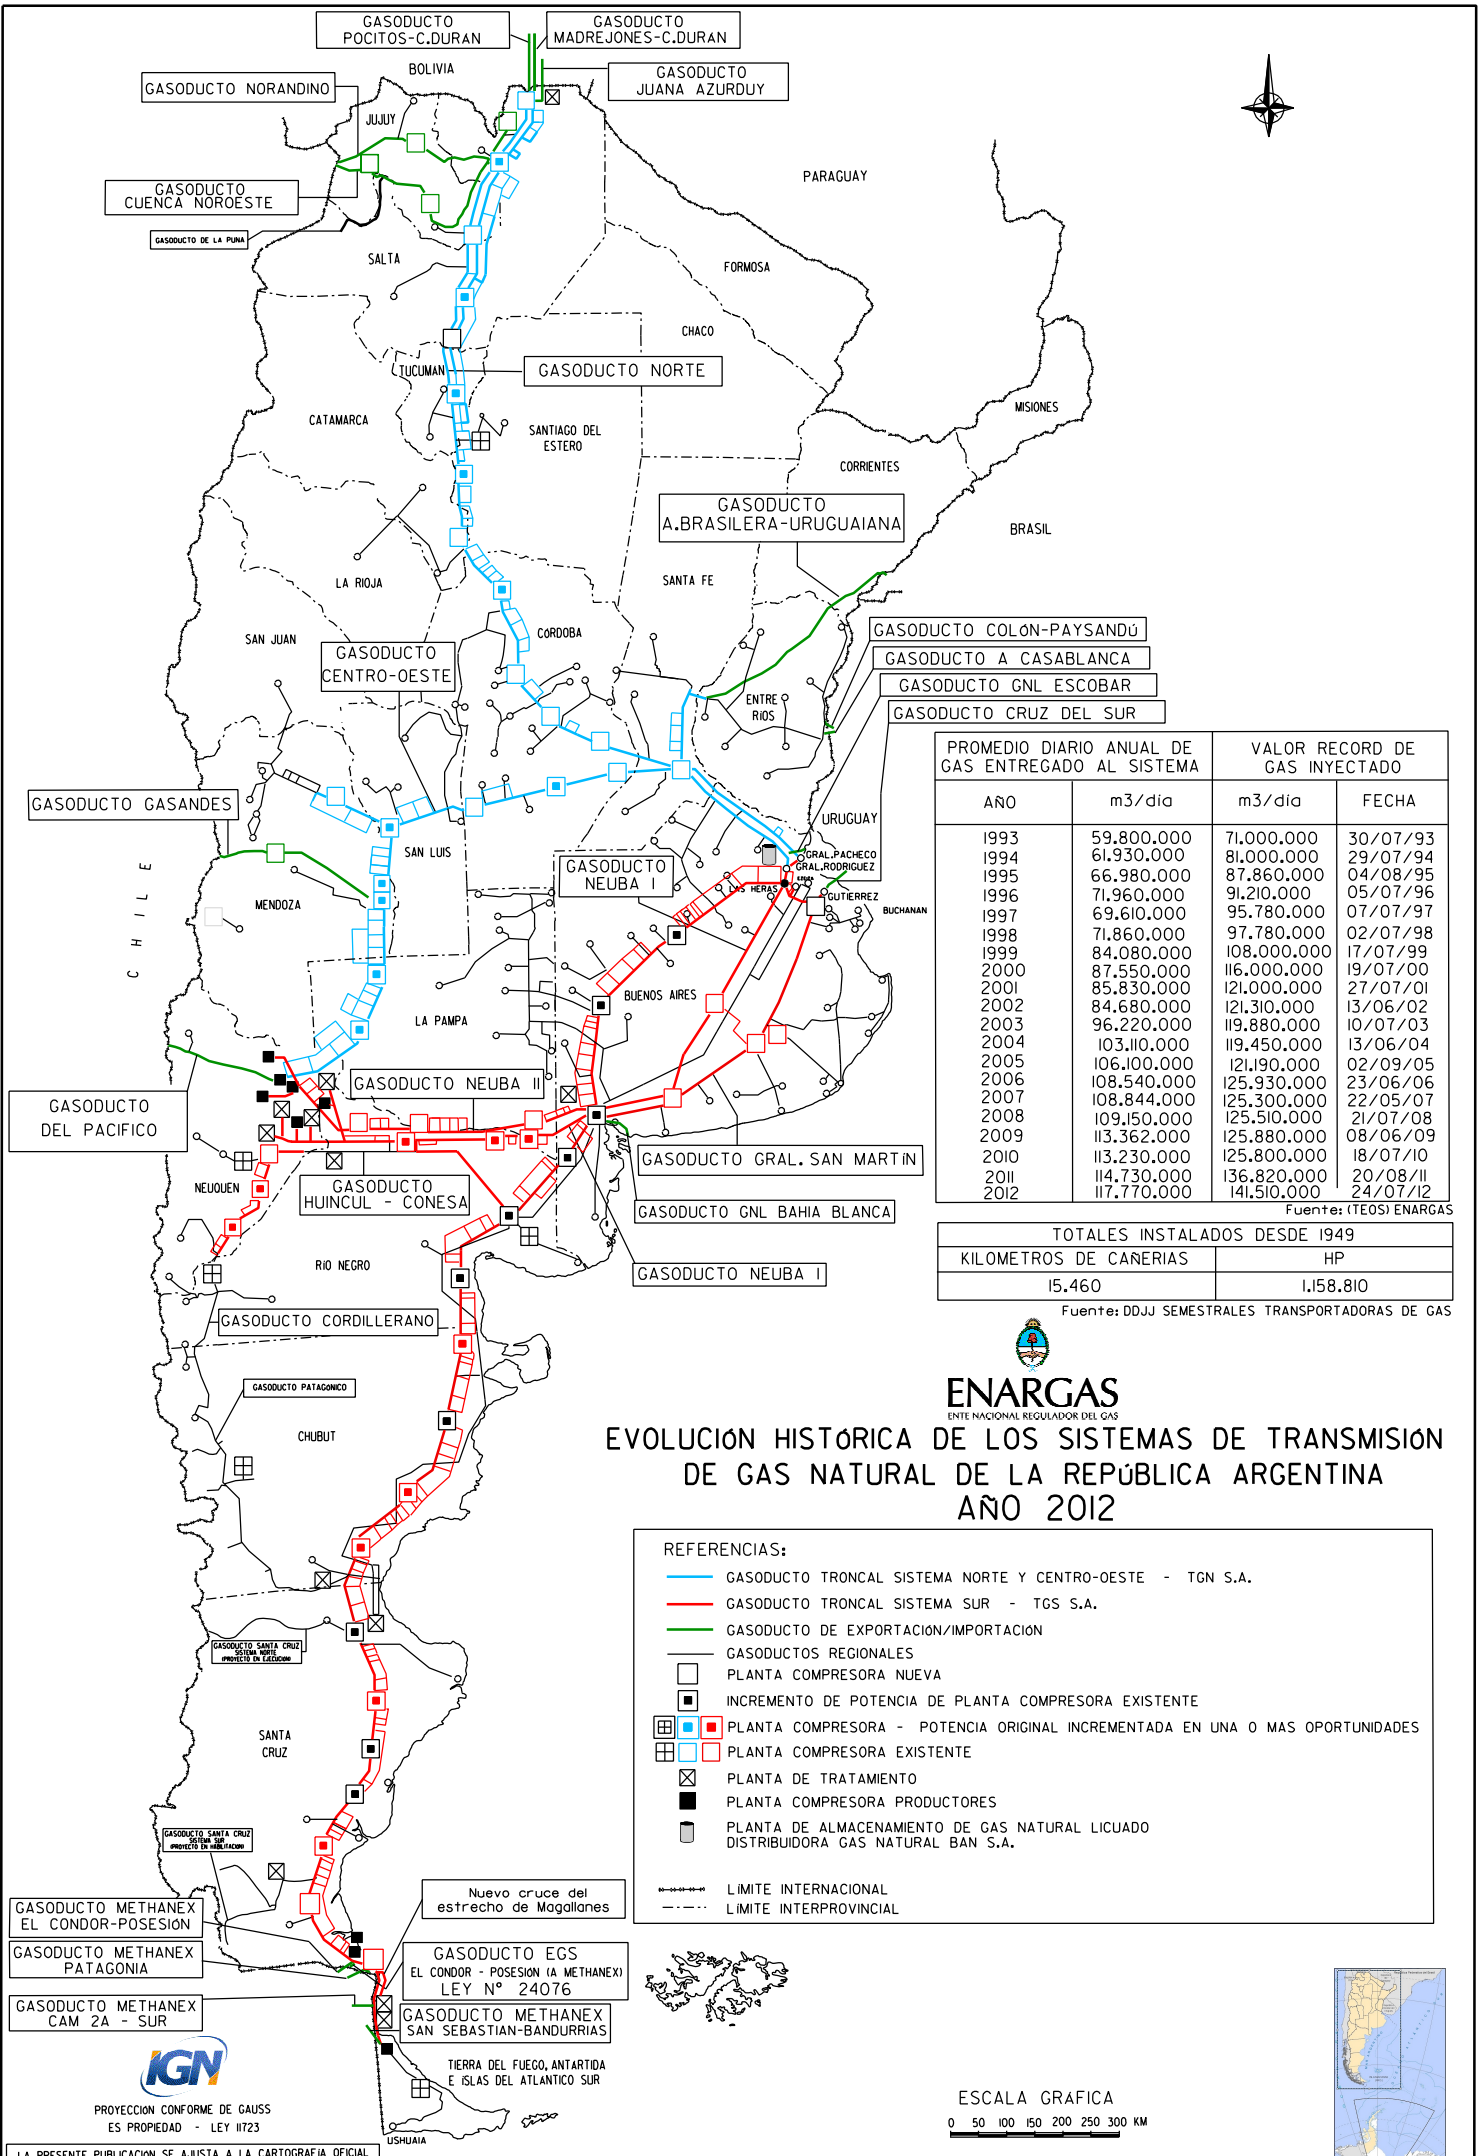 GASODUCTO
POCITOS-C.DURAN
GASODUCTO
MADREJONES-C.DURAN
BOLIVIA
GASODUCTO
JUANA AZURDUY
GASODUCTO NORANDINO
JUJUY
PARAGUAY
GASODUCTO
CUENCA NOROESTE
GASODUCTO DE LA PUNA
SALTA
FORMOSA
CHACO
TUCUMAN
GASODUCTO NORTE
CATAMARCA
SANTIAGO DEL
ESTERO
MISIONES
CORRIENTES
GASODUCTO
A.BRASILERA-URUGUAIANA
BRASIL
LA RIOJA
SANTA FE
SAN JUAN
CóRDOBA
GASODUCTO
CENTRO-OESTE
GASODUCTO COLóN-PAYSANDú
GASODUCTO A CASABLANCA
GASODUCTO GNL ESCOBAR
GASODUCTO CRUZ DEL SUR
ENTRE
RíOS
PROMEDIO DIARIO ANUAL DE
GAS ENTREGADO AL SISTEMA
VALOR RECORD DE
GAS INYECTADO
AÑO m3/día m3/día FECHA
1993 59.800.000 71.000.000 30/07/93
1994 61.930.000 81.000.000 29/07/94
1995 66.980.000 87.860.000 04/08/95
1996 71.960.000 91.210.000 05/07/96
1997 69.610.000 95.780.000 07/07/97
1998 71.860.000 97.780.000 02/07/98
1999 84.080.000 108.000.000 17/07/99
2000 87.550.000 116.000.000 19/07/00
2001 85.830.000 121.000.000 27/07/01
2002 84.680.000 121.310.000 13/06/02
2003 96.220.000 119.880.000 10/07/03
2004 103.110.000 119.450.000 13/06/04
2005 106.100.000 121.190.000 02/09/05
2006 108.540.000 125.930.000 23/06/06
2007 108.844.000 125.300.000 22/05/07
2008 109.150.000 125.510.000 21/07/08
2009 113.362.000 125.880.000 08/06/09
2010 113.230.000 125.800.000 18/07/10
2011 114.730.000 136.820.000 20/08/11
2012 117.770.000 141.510.000 24/07/12
Fuente: (TEOS) ENARGAS
TOTALES INSTALADOS DESDE 1949
KILOMETROS DE CAÑERIAS HP
15.460 1.158.810
Fuente: DDJJ SEMESTRALES TRANSPORTADORAS DE GAS
GASODUCTO GASANDES
URUGUAY
SAN LUIS
GRAL.PACHECO
GRAL.RODRIGUEZ
GASODUCTO
NEUBA I
LAS HERAS
GUTIERREZ
BUCHANAN
CHILE
MENDOZA
BUENOS AIRES
LA PAMPA
GASODUCTO NEUBA II
GASODUCTO
DEL PACIFICO
GASODUCTO GRAL. SAN MARTíN
NEUQUEN
GASODUCTO
HUINCUL - CONESA
GASODUCTO GNL BAHIA BLANCA
RíO NEGRO
GASODUCTO NEUBA I
GASODUCTO CORDILLERANO
GASODUCTO PATAGóNICO
CHUBUT
ENARGAS
ENTE NACIONAL REGULADOR DEL GAS
EVOLUCIóN HISTóRICA DE LOS SISTEMAS DE TRANSMISIóN
DE GAS NATURAL DE LA REPúBLICA ARGENTINA
AÑO 2012
REFERENCIAS:
GASODUCTO TRONCAL SISTEMA NORTE Y CENTRO-OESTE - TGN S.A.
GASODUCTO TRONCAL SISTEMA SUR - TGS S.A.
GASODUCTO DE EXPORTACIóN/IMPORTACIóN
GASODUCTOS REGIONALES
PLANTA COMPRESORA NUEVA
INCREMENTO DE POTENCIA DE PLANTA COMPRESORA EXISTENTE
PLANTA COMPRESORA - POTENCIA ORIGINAL INCREMENTADA EN UNA O MAS OPORTUNIDADES
PLANTA COMPRESORA EXISTENTE
PLANTA DE TRATAMIENTO
PLANTA COMPRESORA PRODUCTORES
PLANTA DE ALMACENAMIENTO DE GAS NATURAL LICUADO
DISTRIBUIDORA GAS NATURAL BAN S.A.
LíMITE INTERNACIONAL
LíMITE INTERPROVINCIAL
GASODUCTO SANTA CRUZ
SISTEMA NORTE
(PROYECTO EN EJECUCION)
SANTA
CRUZ
GASODUCTO SANTA CRUZ
SISTEMA SUR
(PROYECTO EN HABILITACION)
GASODUCTO METHANEX
EL CONDOR-POSESIóN
Nuevo cruce del
estrecho de Magallanes
GASODUCTO METHANEX
PATAGONIA
GASODUCTO EGS
EL CONDOR - POSESIóN (A METHANEX)
LEY N° 24076
GASODUCTO METHANEX
CAM 2A - SUR
GASODUCTO METHANEX
SAN SEBASTIAN-BANDURRIAS
IGN
TIERRA DEL FUEGO, ANTARTIDA
E ISLAS DEL ATLANTICO SUR
PROYECCIóN CONFORME DE GAUSS
ES PROPIEDAD - LEY 11723
USHUAIA
ESCALA GRáFICA
0 50 100 150 200 250 300 KM
LA PRESENTE PUBLICACION SE AJUSTA A LA CARTOGRAFíA OFICIAL